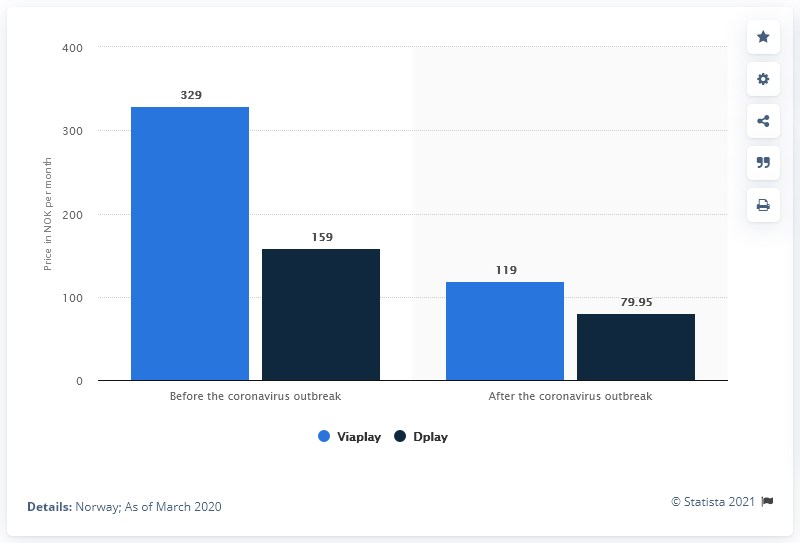 400
300
200
100
0
Price in NOK per month
329
159
119
79.95
Before the coronavirus outbreak
After the coronavirus outbreak
Viaplay
Dplay
Details: Norway; As of March 2020
© Statista 2021